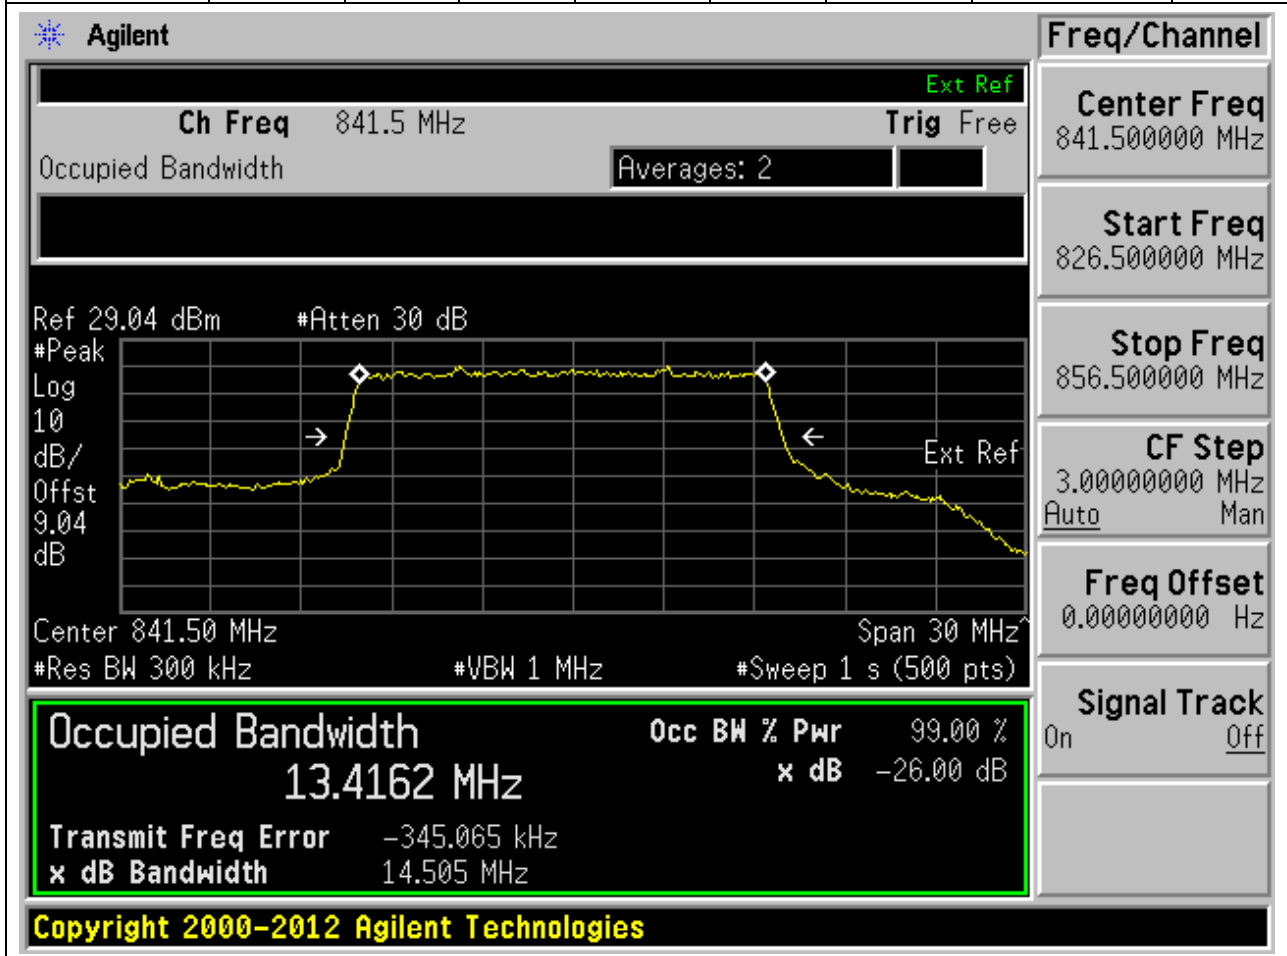 Agilent
Freq/Channel
Ext Ref
Ch Freq 841.5 MHz Trig Free
Occupied Bandwidth Averages: 2
Center Freq
841.500000 MHz
Start Freq
826.500000 MHz
Stop Freq
856.500000 MHz
CF Step
3.00000000 MHz
Auto Man
Freq Offset
0.00000000 Hz
Signal Track
On Off
Ref 29.04 dBm #Atten 30 dB
#Peak
Log
10
dB/
Offst
9.04
dB
Ext Ref
Center 841.50 MHz Span 30 MHz^
#Res BW 300 kHz #VBW 1 MHz #Sweep 1 s (500 pts)
Occupied Bandwidth Occ BW % Pwr 99.00 %
13.4162 MHz x dB -26.00 dB
Transmit Freq Error -345.065 kHz
x dB Bandwidth 14.505 MHz
Copyright 2000-2012 Agilent Technologies